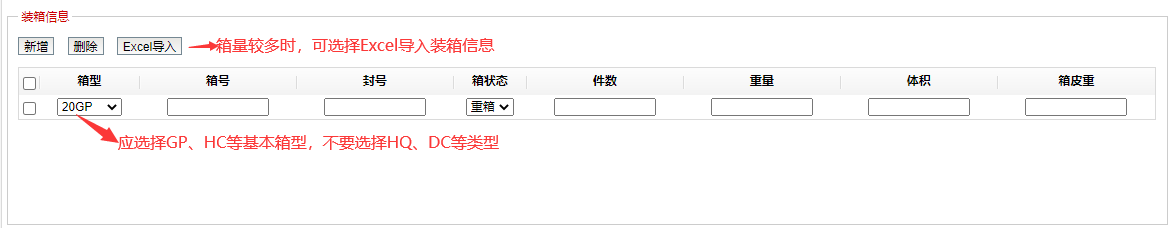 装箱信息
新增 删除 Excel导入 箱量较多时，可选择Excel导入装箱信息
箱型 箱号 封号 箱状态 件数 重量 体积 箱皮重
20GP 重箱
应选择GP、HC等基本箱型，不要选择HQ、DC等类型